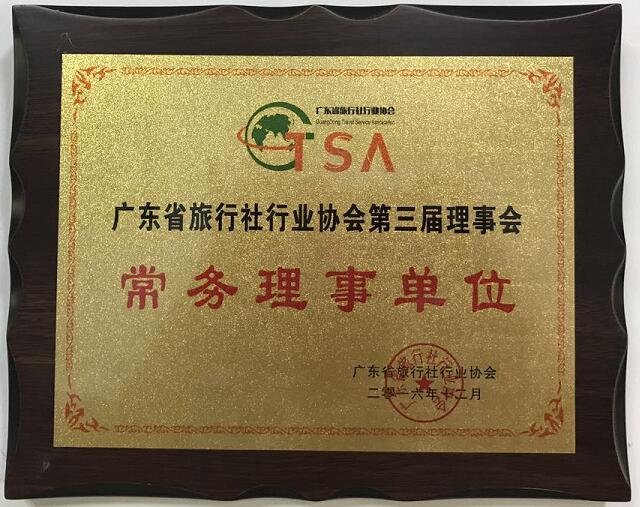 广东省旅行社行业协会
GuangDong Travel Service Association
GTSA
广东省旅行社行业协会第三届理事会
常务理事单位
广东省旅行社行业协会
二零一六年十二月